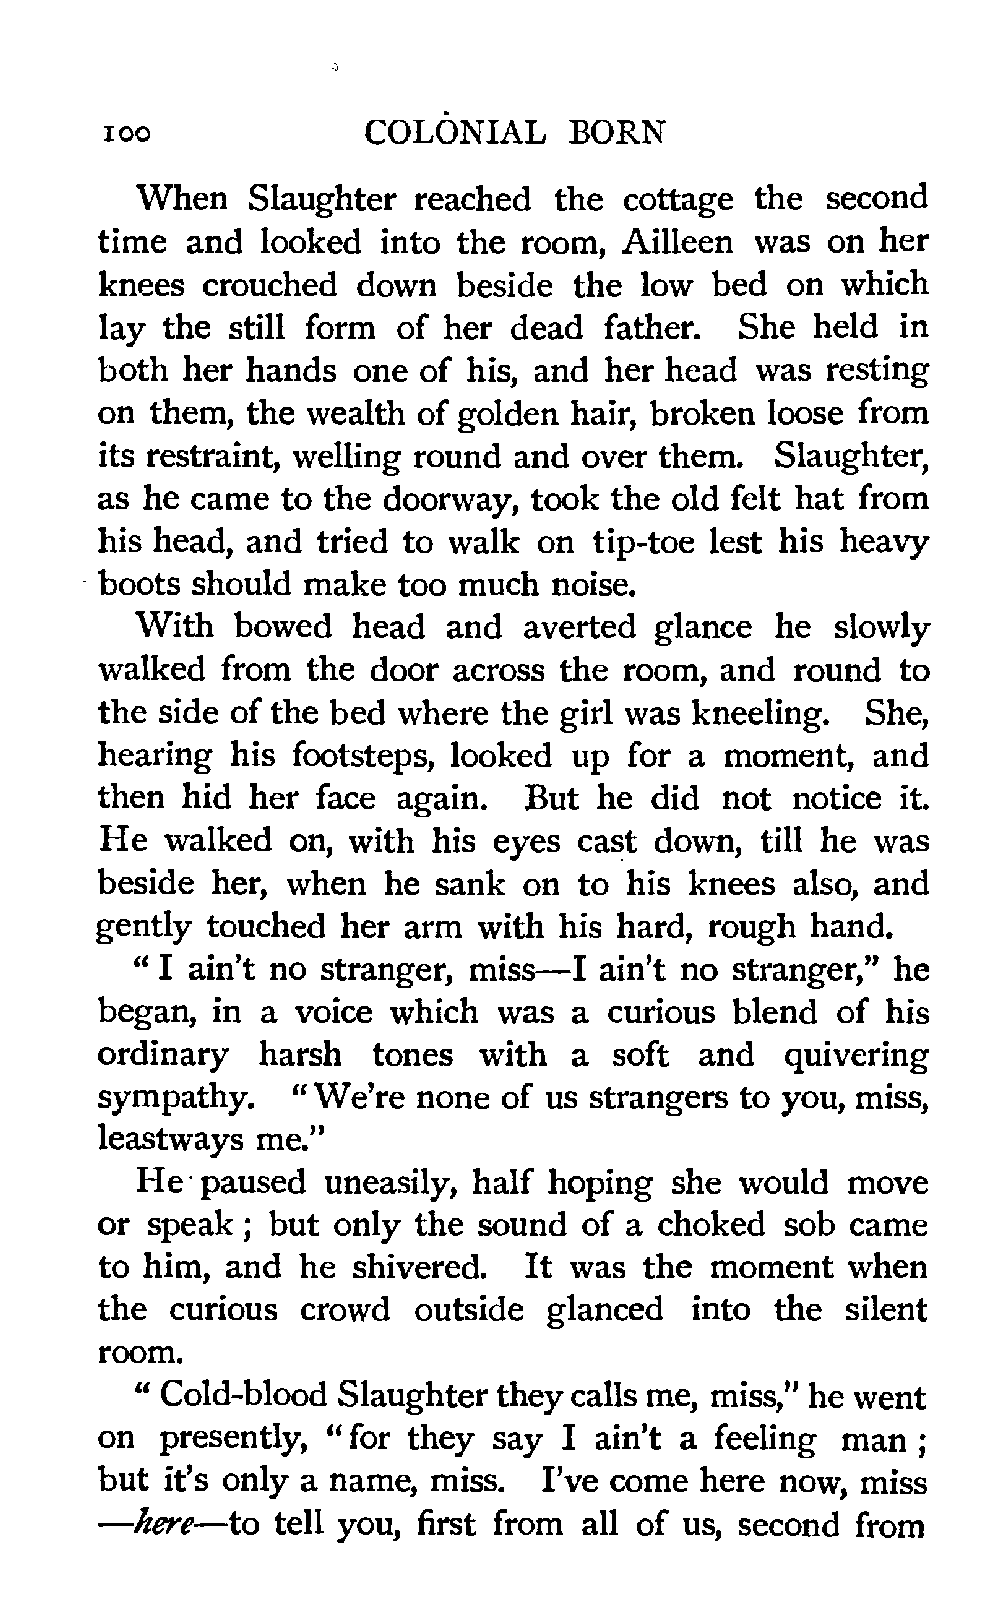 100 COLONIAL BORN
When Slaughter reached the cottage the second
time and looked into the room, Ailleen was on her
knees crouched down beside the low bed on which
lay the still form of her dead father. She held in
both her hands one of his, and her head was resting
on them, the wealth of golden hair, broken loose from
its restraint, welling round and over them. Slaughter,
as he came to the doorway, took the old felt hat from
his head, and tried to walk on tip-toe lest his heavy
boots should make too much noise.
With bowed head and averted glance he slowly
walked from the door across the room, and round to
the side of the bed where the girl was kneeling. She,
hearing his footsteps, looked up for a moment, and
then hid her face again. But he did not notice it.
He walked on, with his eyes cast down, till he was
beside her, when he sank on to his knees also, and
gently touched her arm with his hard, rough hand.
" I ain't no stranger, miss—I ain't no stranger," he
began, in a voice which was a curious blend of his
ordinary harsh tones with a soft and quivering
sympathy. "We're none of us strangers to you, miss,
leastways me."
He paused uneasily, half hoping she would move
or speak ; but only the sound of a choked sob came
to him, and he shivered. It was the moment when
the curious crowd outside glanced into the silent
room.
" Cold-blood Slaughter they calls me, miss," he went
on presently, "for they say I ain't a feeling man ;
but it's only a name, miss. I've come here now, miss
—here—to tell you, first from all of us, second from